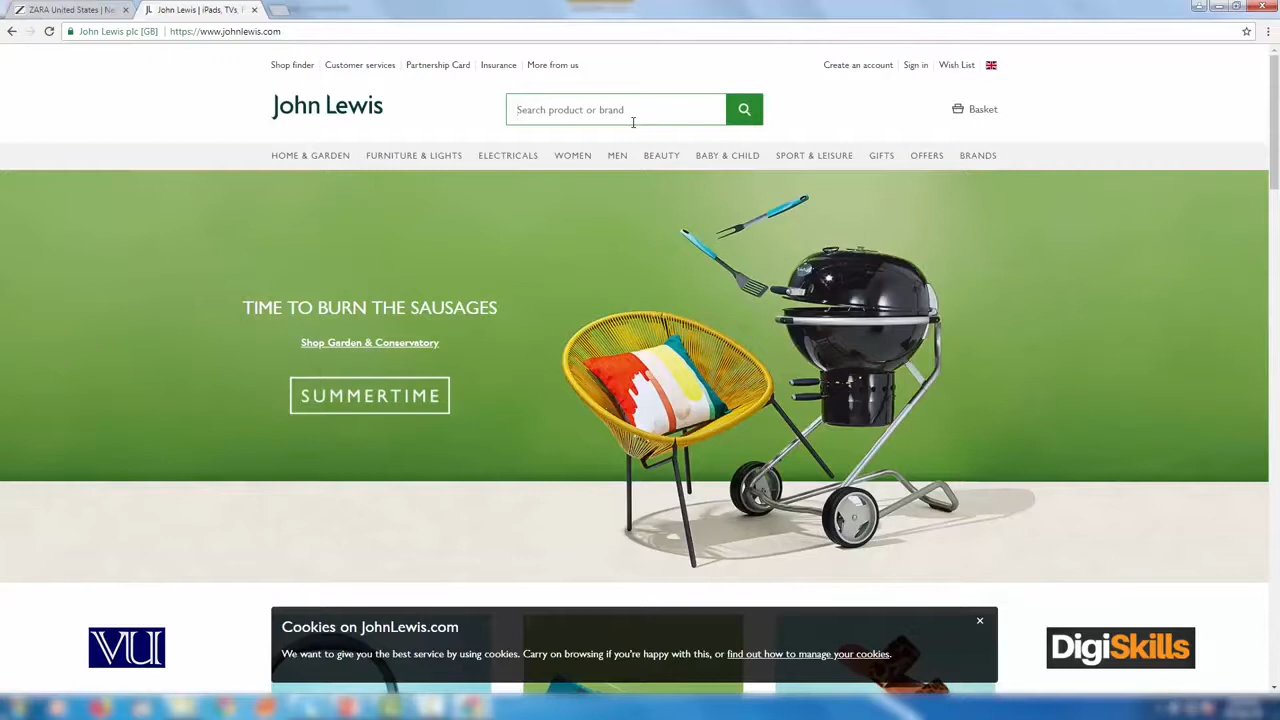 ZARA United States | Ne
John Lewis | iPads, TVs, F
John Lewis plc [GB] | https://www.johnlewis.com
Shop finder Customer services Partnership Card Insurance More from us Create an account Sign in Wish List
John Lewis Search product or brand Basket
HOME & GARDEN FURNITURE & LIGHTS ELECTRICALS WOMEN MEN BEAUTY BABY & CHILD SPORT & LEISURE GIFTS OFFERS BRANDS
TIME TO BURN THE SAUSAGES
Shop Garden & Conservatory
SUMMERTIME
Cookies on JohnLewis.com
We want to give you the best service by using cookies. Carry on browsing if you're happy with this, or find out how to manage your cookies.
VU
DigiSkills